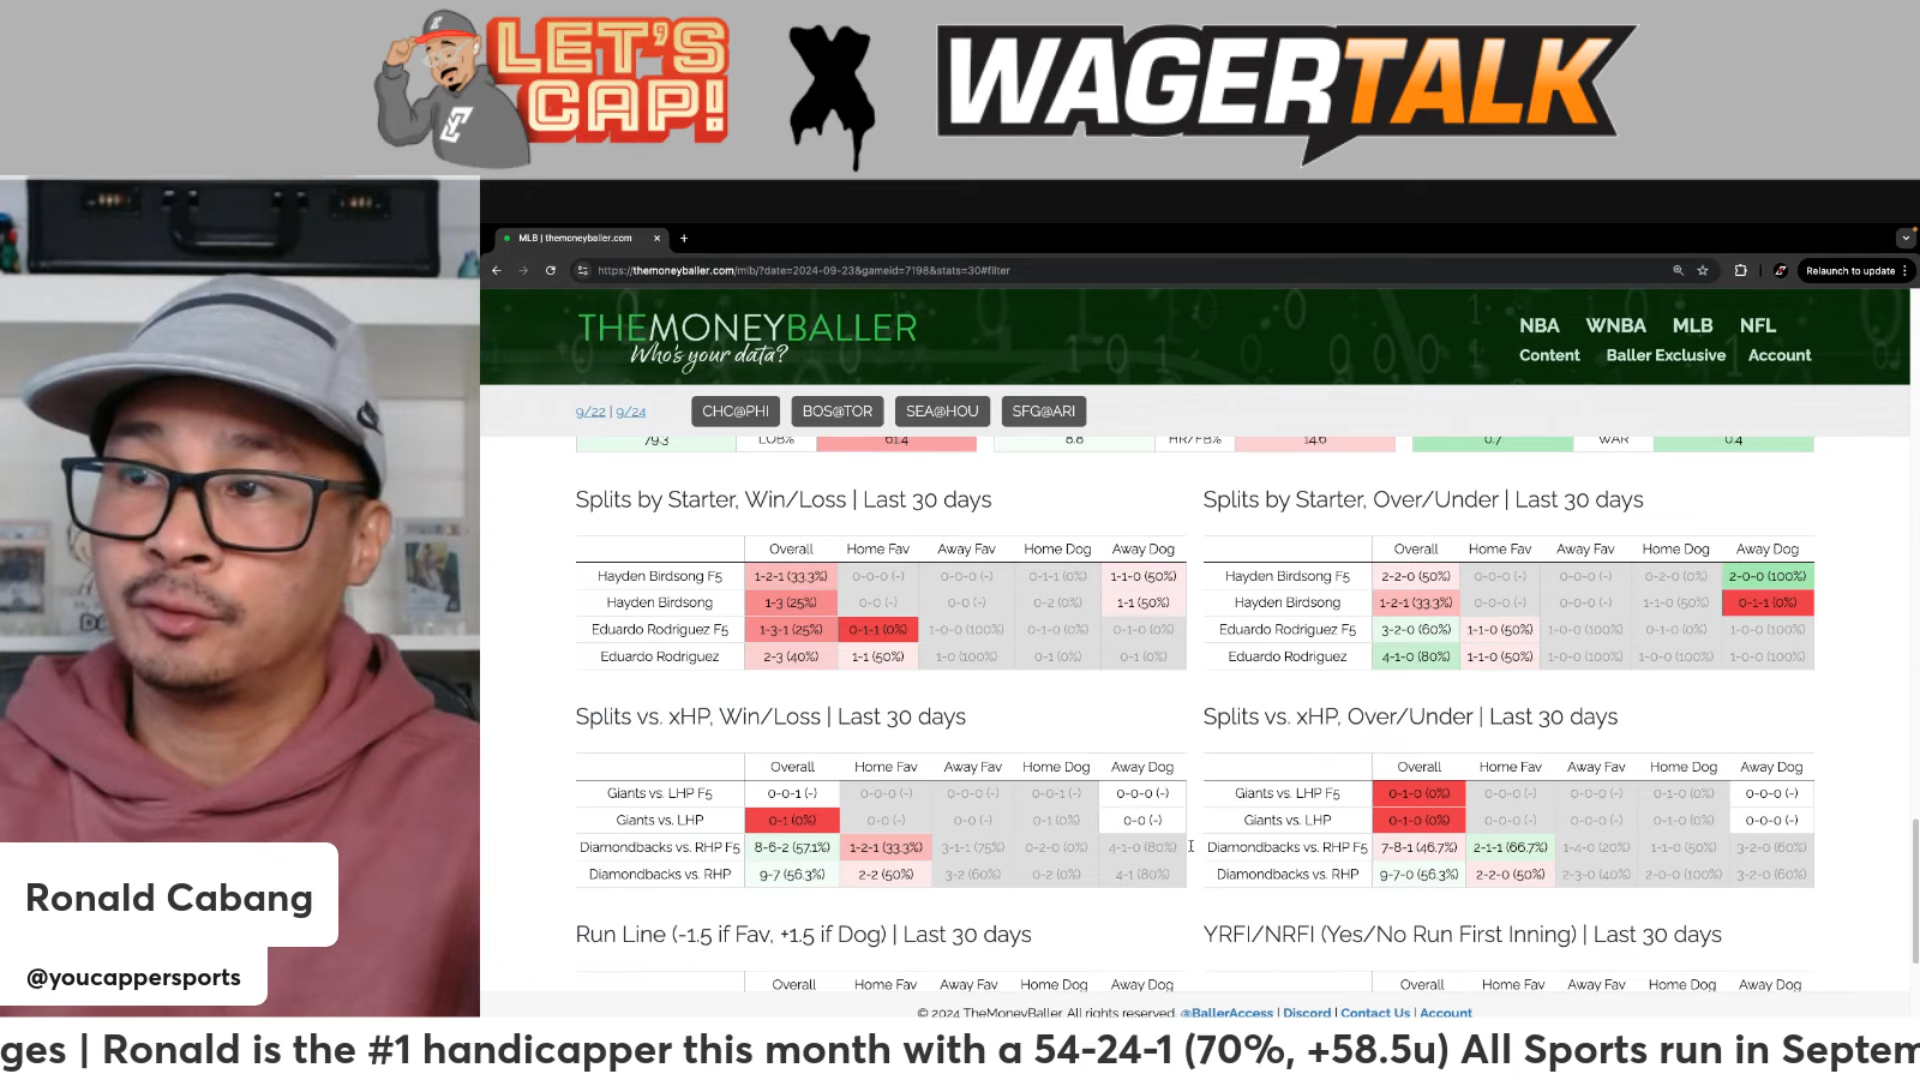 LET'S
CAP!
X
WAGERTALK
MLB | themoneyballer.com
https://themoneyballer.com/mlb/?date=2024-09-23&gameid=7198&stats=30#filter
Relaunch to update
THEMONEYBALLER
Who's your data?
NBA WNBA MLB NFL
Content Baller Exclusive Account
9/22 | 9/24 CHC@PHI BOS@TOR SEA@HOU SFG@ARI
79.3 LOB% 61.4 8.8 HR/FB% 14.6 0.7 WAR 0.4
Splits by Starter, Win/Loss | Last 30 days
Overall Home Fav Away Fav Home Dog Away Dog
Hayden Birdsong F5 1-2-1 (33.3%) 0-0-0 (-) 0-0-0 (-) 0-1-1 (0%) 1-1-0 (50%)
Hayden Birdsong 1-3 (25%) 0-0 (-) 0-0 (-) 0-2 (0%) 1-1 (50%)
Eduardo Rodriguez F5 1-3-1 (25%) 0-1-1 (0%) 1-0-0 (100%) 0-1-0 (0%) 0-1-0 (0%)
Eduardo Rodriguez 2-3 (40%) 1-1 (50%) 1-0 (100%) 0-1 (0%) 0-1 (0%)
Splits by Starter, Over/Under | Last 30 days
Overall Home Fav Away Fav Home Dog Away Dog
Hayden Birdsong F5 2-2-0 (50%) 0-0-0 (-) 0-0-0 (-) 0-2-0 (0%) 2-0-0 (100%)
Hayden Birdsong 1-2-1 (33.3%) 0-0-0 (-) 0-0-0 (-) 1-1-0 (50%) 0-1-1 (0%)
Eduardo Rodriguez F5 3-2-0 (60%) 1-1-0 (50%) 1-0-0 (100%) 0-1-0 (0%) 1-0-0 (100%)
Eduardo Rodriguez 4-1-0 (80%) 1-1-0 (50%) 1-0-0 (100%) 1-0-0 (100%) 1-0-0 (100%)
Splits vs. xHP, Win/Loss | Last 30 days
Overall Home Fav Away Fav Home Dog Away Dog
Giants vs. LHP F5 0-0-1 (-) 0-0-0 (-) 0-0-0 (-) 0-0-1 (-) 0-0-0 (-)
Giants vs. LHP 0-1 (0%) 0-0 (-) 0-0 (-) 0-1 (0%) 0-0 (-)
Diamondbacks vs. RHP F5 8-6-2 (57.1%) 1-2-1 (33.3%) 3-1-1 (75%) 0-2-0 (0%) 4-1-0 (80%)
Diamondbacks vs. RHP 9-7 (56.3%) 2-2 (50%) 3-2 (60%) 0-2 (0%) 4-1 (80%)
Splits vs. xHP, Over/Under | Last 30 days
Overall Home Fav Away Fav Home Dog Away Dog
Giants vs. LHP F5 0-1-0 (0%) 0-0-0 (-) 0-0-0 (-) 0-1-0 (0%) 0-0-0 (-)
Giants vs. LHP 0-1-0 (0%) 0-0-0 (-) 0-0-0 (-) 0-1-0 (0%) 0-0-0 (-)
Diamondbacks vs. RHP F5 7-8-1 (46.7%) 2-1-1 (66.7%) 1-4-0 (20%) 1-1-0 (50%) 3-2-0 (60%)
Diamondbacks vs. RHP 9-7-0 (56.3%) 2-2-0 (50%) 2-3-0 (40%) 2-0-0 (100%) 3-2-0 (60%)
Run Line (-1.5 if Fav, +1.5 if Dog) | Last 30 days
Overall Home Fav Away Fav Home Dog Away Dog
YRFI/NRFI (Yes/No Run First Inning) | Last 30 days
Overall Home Fav Away Fav Home Dog Away Dog
© 2024 TheMoneyBaller. All rights reserved. @BallerAccess | Discord | Contact Us | Account
Ronald Cabang
@youcappersports
ges | Ronald is the #1 handicapper this month with a 54-24-1 (70%, +58.5u) All Sports run in Septem